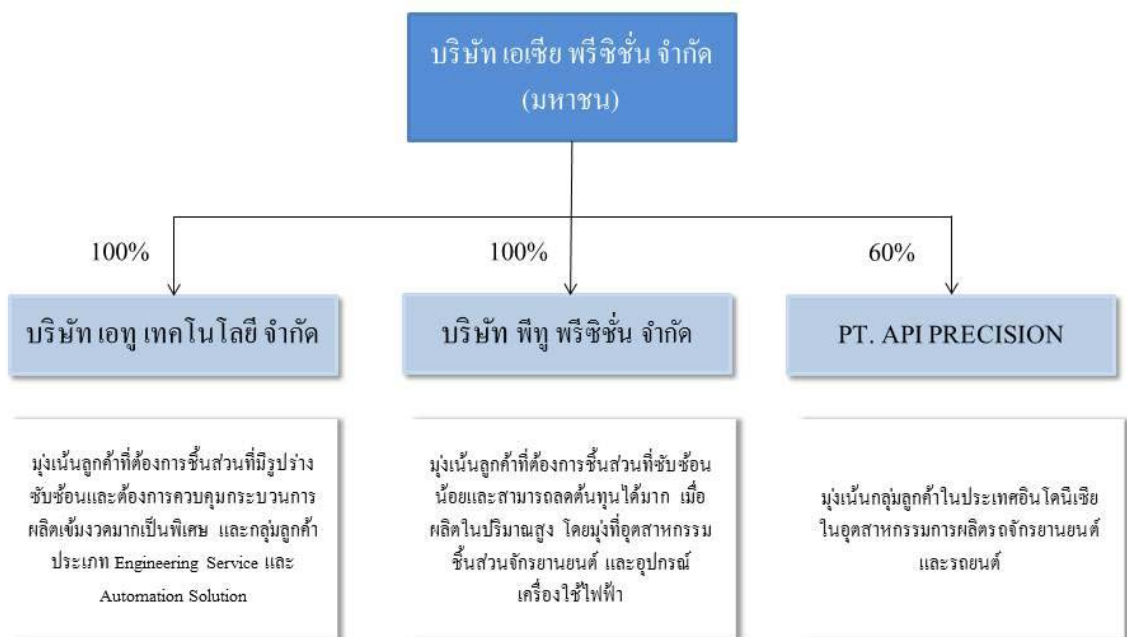 บริษัท เอเซีย พรีซิชั่น จำกัด
(มหาชน)
100%
100%
60%
บริษัท เอทู เทคโนโลยี จำกัด
บริษัท พีทู พรีซิชั่น จำกัด
PT. API PRECISION
มุ่งเน้นลูกค้าที่ต้องการชิ้นส่วนที่มีรูปร่าง
ซับซ้อนและต้องการควบคุมกระบวนการ
ผลิตเข้มงวดมากเป็นพิเศษ และกลุ่มลูกค้า
ประเภท Engineering Service และ
Automation Solution
มุ่งเน้นลูกค้าที่ต้องการชิ้นส่วนที่ซับซ้อน
น้อยและสามารถลดต้นทุนได้มาก เมื่อ
ผลิตในปริมาณสูง โดยมุ่งที่อุตสาหกรรม
ชิ้นส่วนจักรยานยนต์ และอุปกรณ์
เครื่องใช้ไฟฟ้า
มุ่งเน้นกลุ่มลูกค้าในประเทศอินโดนีเซีย
ในอุตสาหกรรมการผลิตรถจักรยานยนต์
และรถยนต์